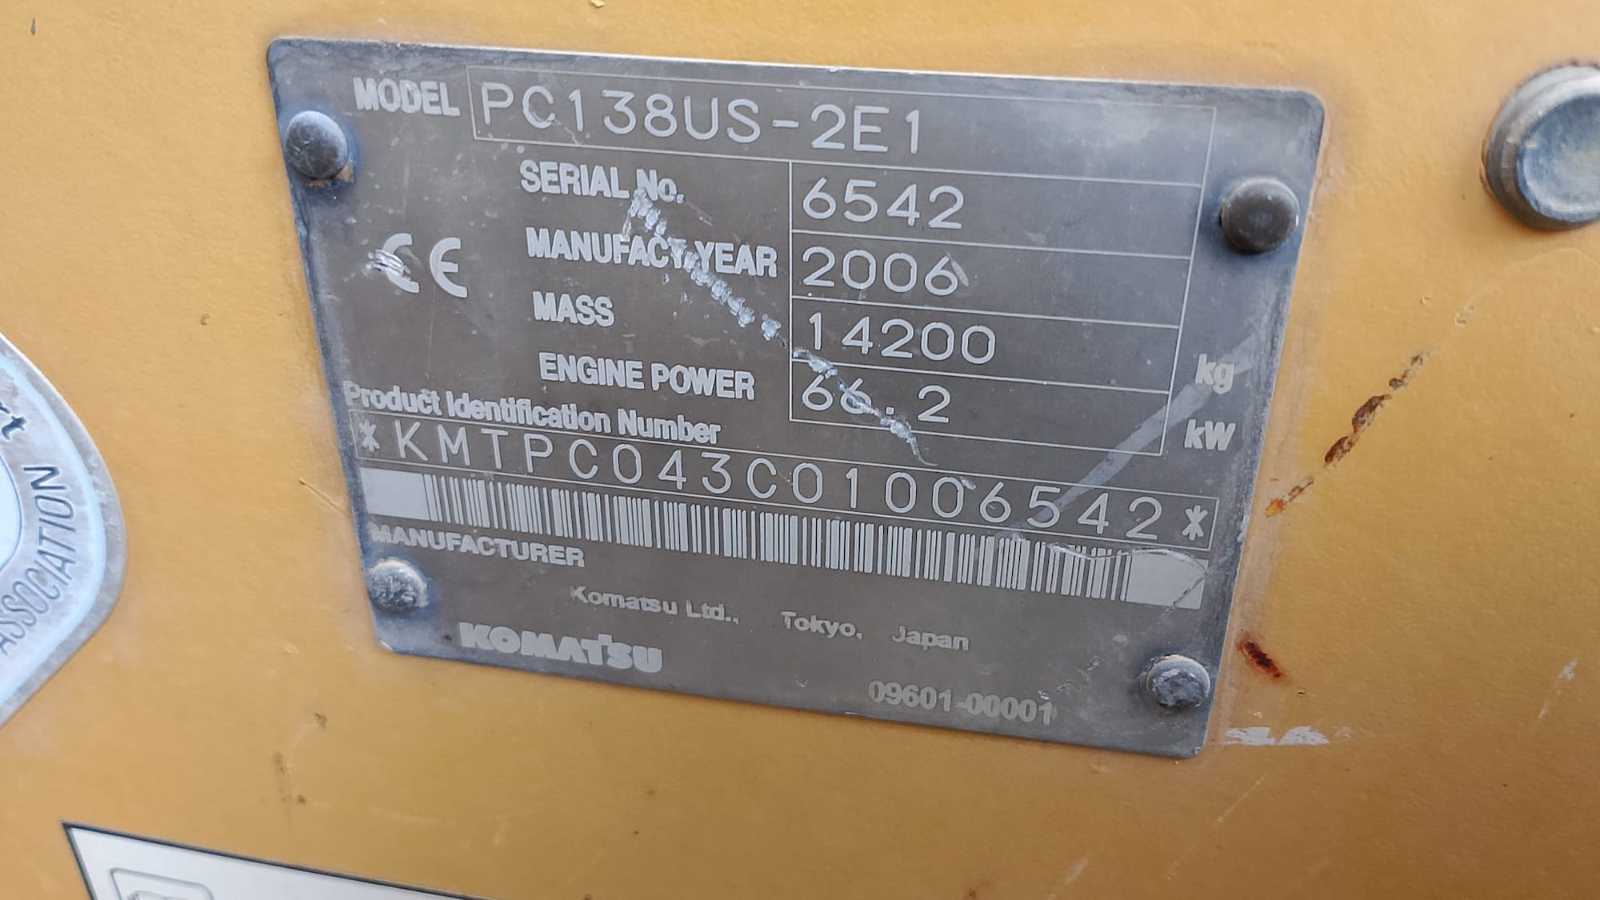 MODEL PC138US-2E1
SERIAL No. 6542
MANUFACT.YEAR 2006
MASS 14200 kg
ENGINE POWER 66.2 kW
Product Identification Number
*KMTPC043C01006542*
MANUFACTURER
Komatsu Ltd., Tokyo, Japan
KOMATSU
09601-00001
CE
ASSOCIATION